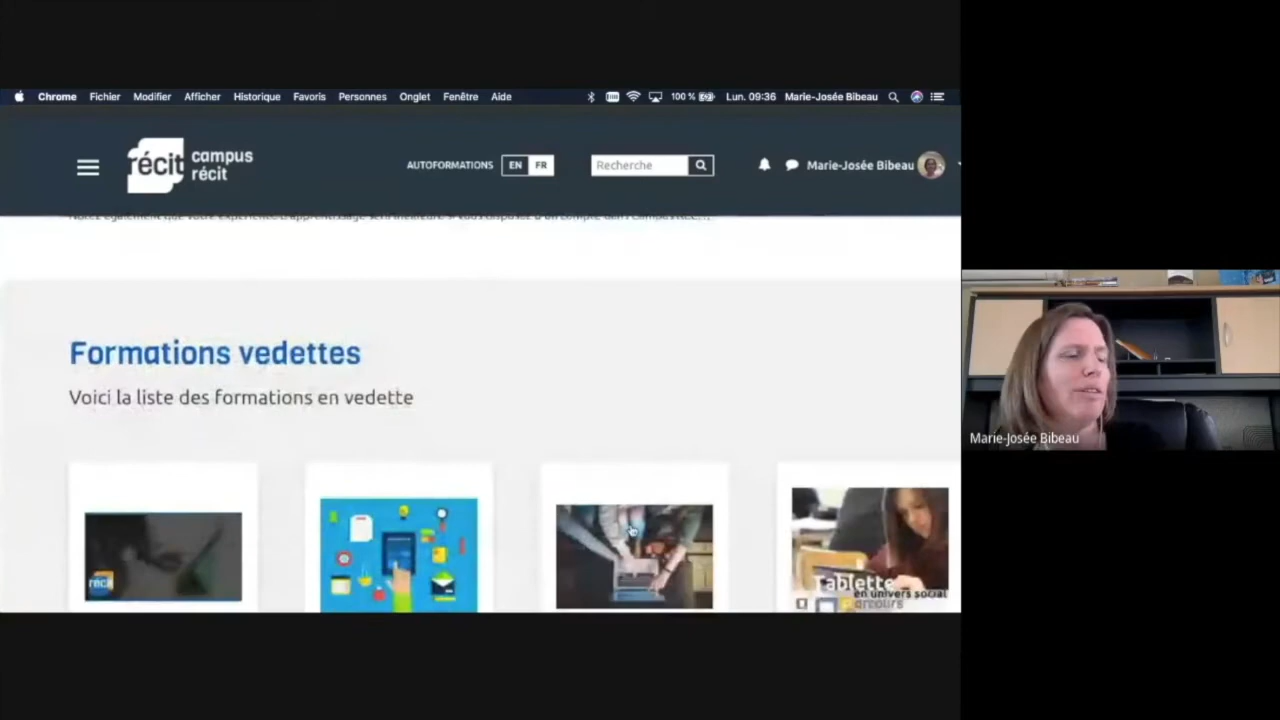 Chrome Fichier Modifier Afficher Historique Favoris Personnes Onglet Fenêtre Aide 100 % Lun. 09:36 Marie-Josée Bibeau
récit campus récit
AUTOFORMATIONS EN FR Recherche Marie-Josée Bibeau
Formations vedettes
Voici la liste des formations en vedette
récit
Tablette
en univers social
parcours
Marie-Josée Bibeau